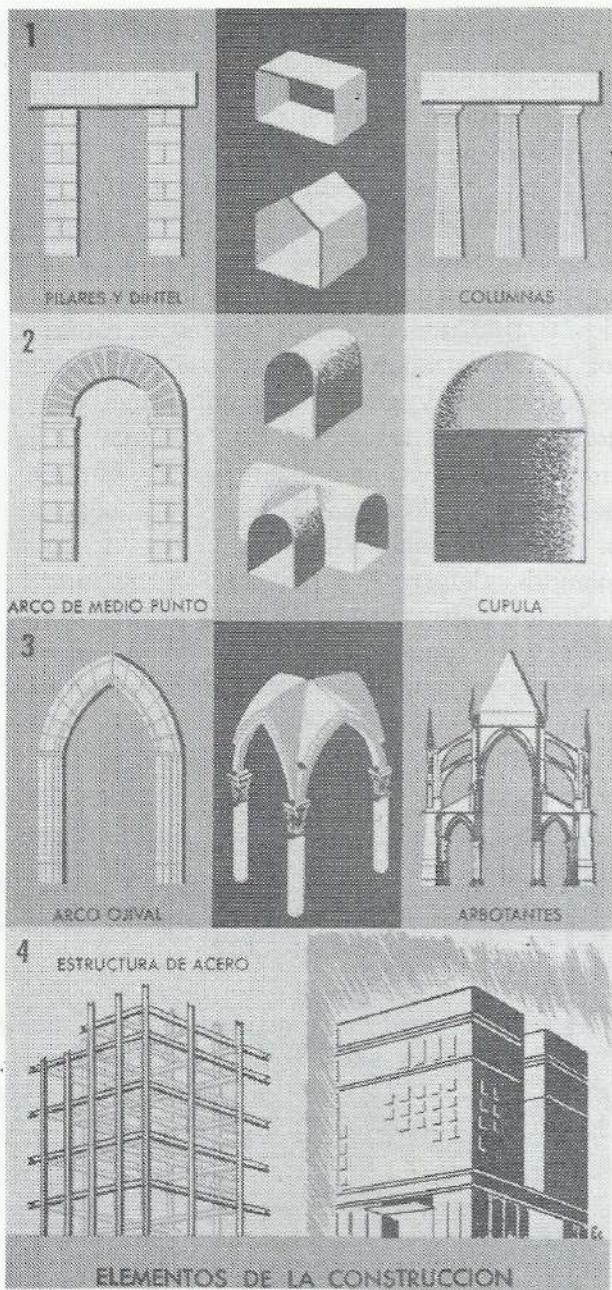 1
PILARES Y DINTEL
COLUMNAS
2
ARCO DE MEDIO PUNTO
CUPULA
3
ARCO OJIVAL
ARBOTANTES
4
ESTRUCTURA DE ACERO
Ec
ELEMENTOS DE LA CONSTRUCCION